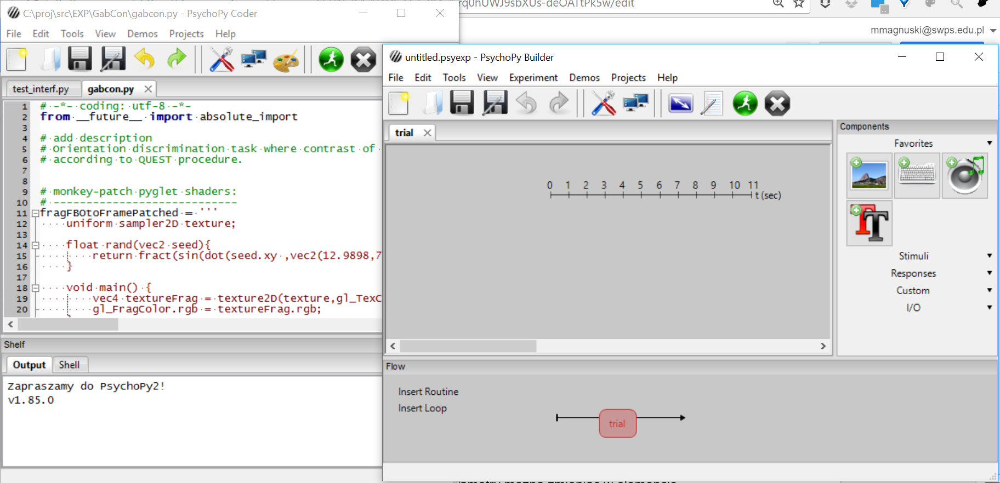 rq0hUWJ9sbXUs-deOATtPk5w/edit
mmagnuski@swps.edu.pl
C:\proj\src\EXP\GabCon\gabcon.py - PsychoPy Coder
File Edit Tools View Demos Projects Help
test_interf.py gabcon.py
1 # -*- coding: utf-8 -*-
2 from __future__ import absolute_import
3
4 # add description
5 # Orientation discrimination task where contrast of
6 # according to QUEST procedure.
7
8
9 # monkey-patch pyglet shaders:
10 # ----------------------------
11 fragFBOtoFramePatched = '''
12 uniform sampler2D texture;
13
14 float rand(vec2 seed){
15 return fract(sin(dot(seed.xy ,vec2(12.9898,7
16 }
17
18 void main() {
19 vec4 textureFrag = texture2D(texture,gl_TexC
20 gl_FragColor.rgb = textureFrag.rgb;
Shelf
Output Shell
Zapraszamy do PsychoPy2!
v1.85.0
untitled.psyexp - PsychoPy Builder
File Edit Tools View Experiment Demos Projects Help
trial
0 1 2 3 4 5 6 7 8 9 10 11
t (sec)
Components
Favorites
Stimuli
Responses
Custom
I/O
Flow
Insert Routine
Insert Loop
trial